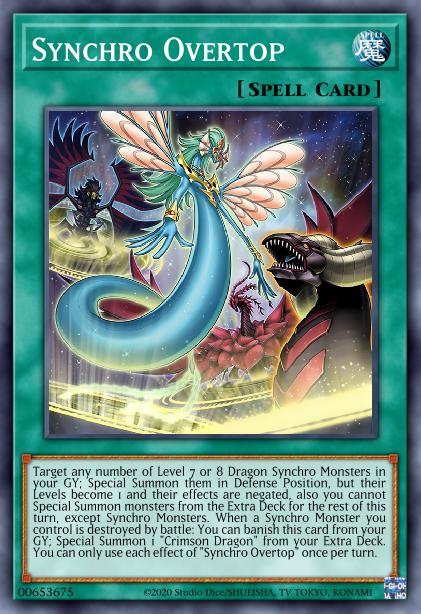 SYNCHRO OVERTOP
SPELL
魔
[SPELL CARD]
Target any number of Level 7 or 8 Dragon Synchro Monsters in
your GY; Special Summon them in Defense Position, but their
Levels become 1 and their effects are negated, also you cannot
Special Summon monsters from the Extra Deck for the rest of
this turn, except Synchro Monsters. When a Synchro Monster you
control is destroyed by battle: You can banish this card from
your GY; Special Summon 1 "Crimson Dragon" from your Extra Deck.
You can only use each effect of "Synchro Overtop" once per turn.
00653675
©2020 Studio Dice/SHUEISHA, TV TOKYO, KONAMI